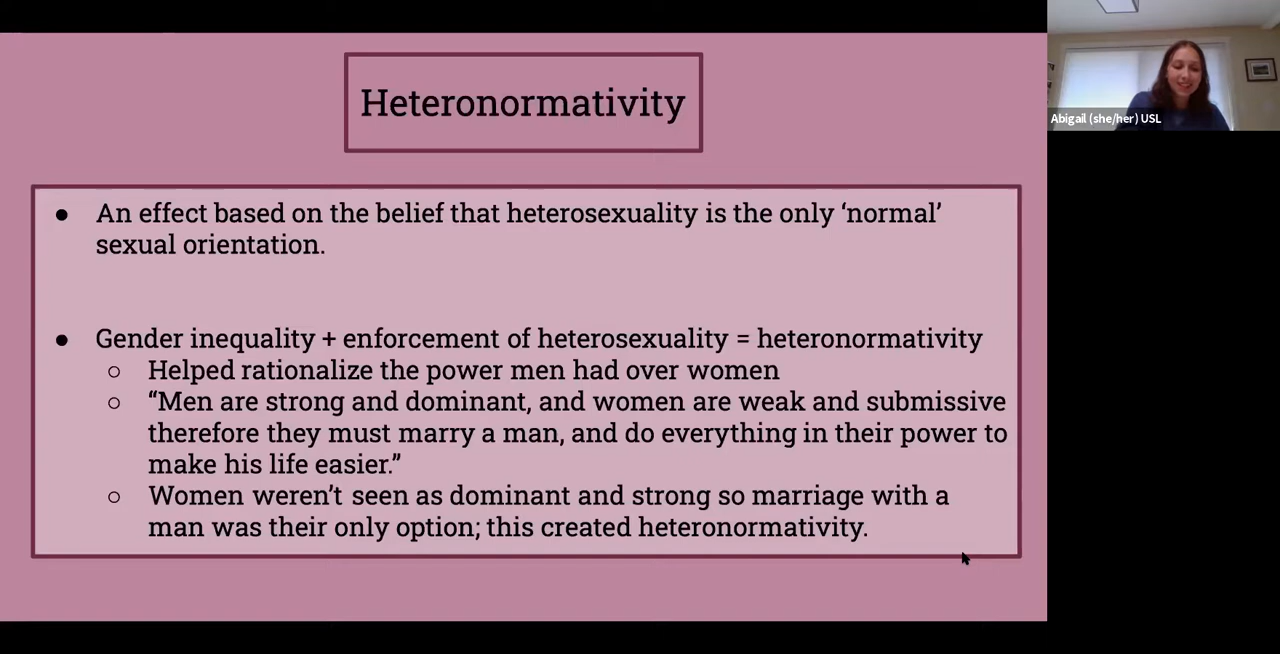 Heteronormativity
Abigail (she/her) USL
● An effect based on the belief that heterosexuality is the only ‘normal’
sexual orientation.
● Gender inequality + enforcement of heterosexuality = heteronormativity
○ Helped rationalize the power men had over women
○ “Men are strong and dominant, and women are weak and submissive
therefore they must marry a man, and do everything in their power to
make his life easier.”
○ Women weren’t seen as dominant and strong so marriage with a
man was their only option; this created heteronormativity.